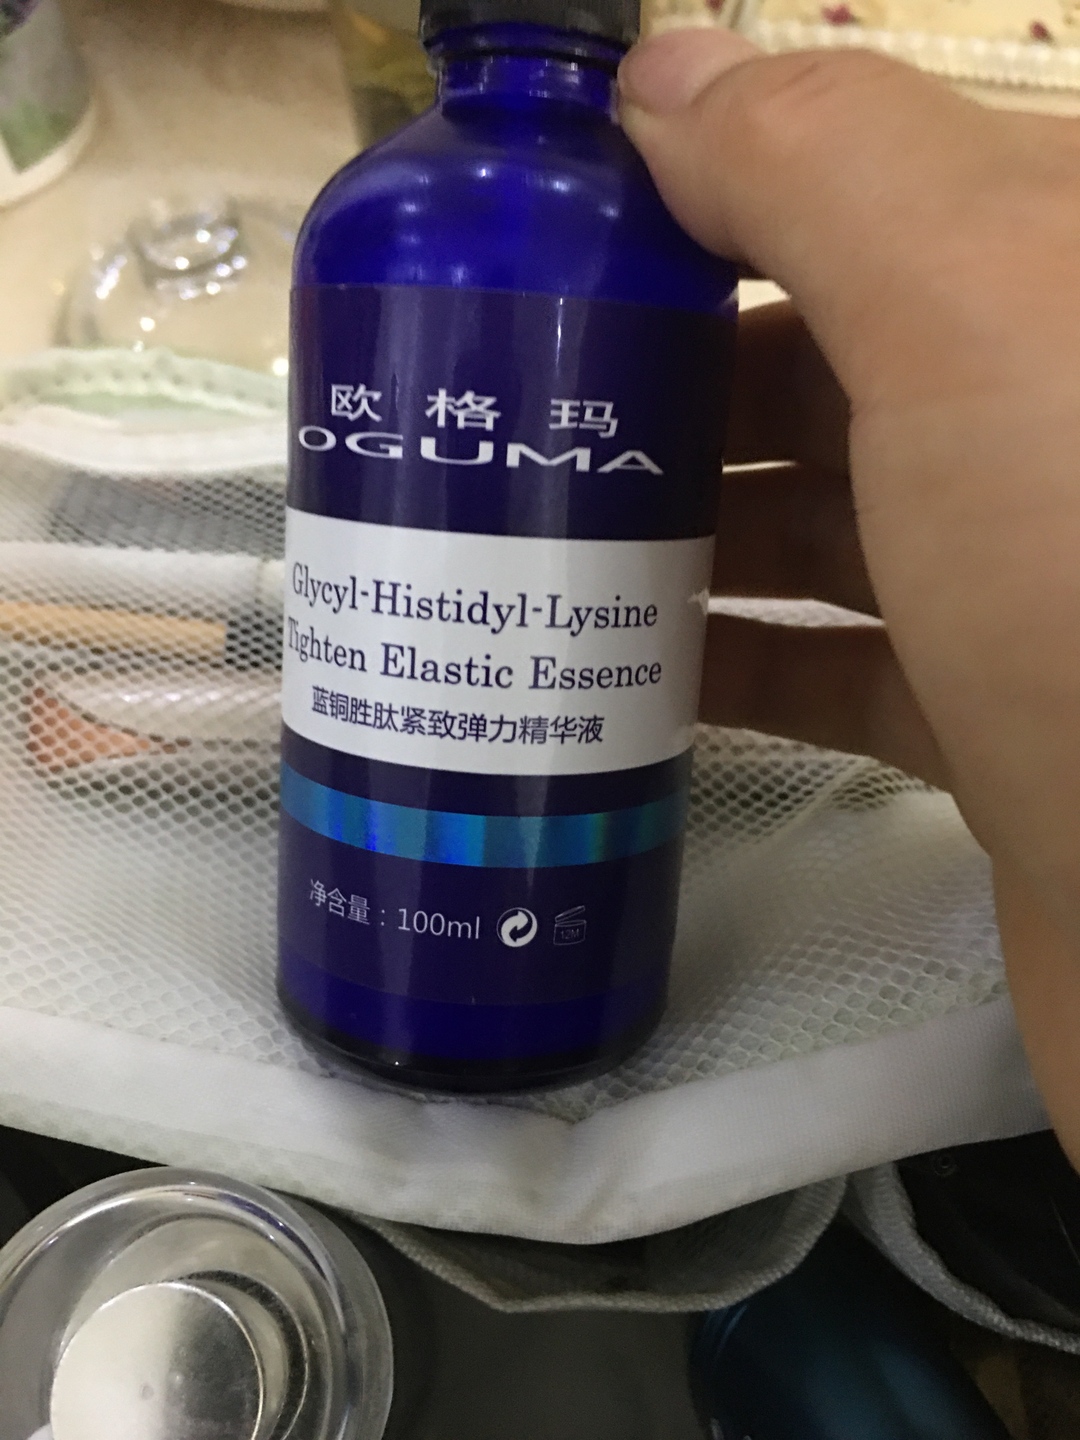 欧格玛
OGUMA
Glycyl-Histidyl-Lysine
Tighten Elastic Essence
蓝铜胜肽紧致弹力精华液
净含量：100ml
12M